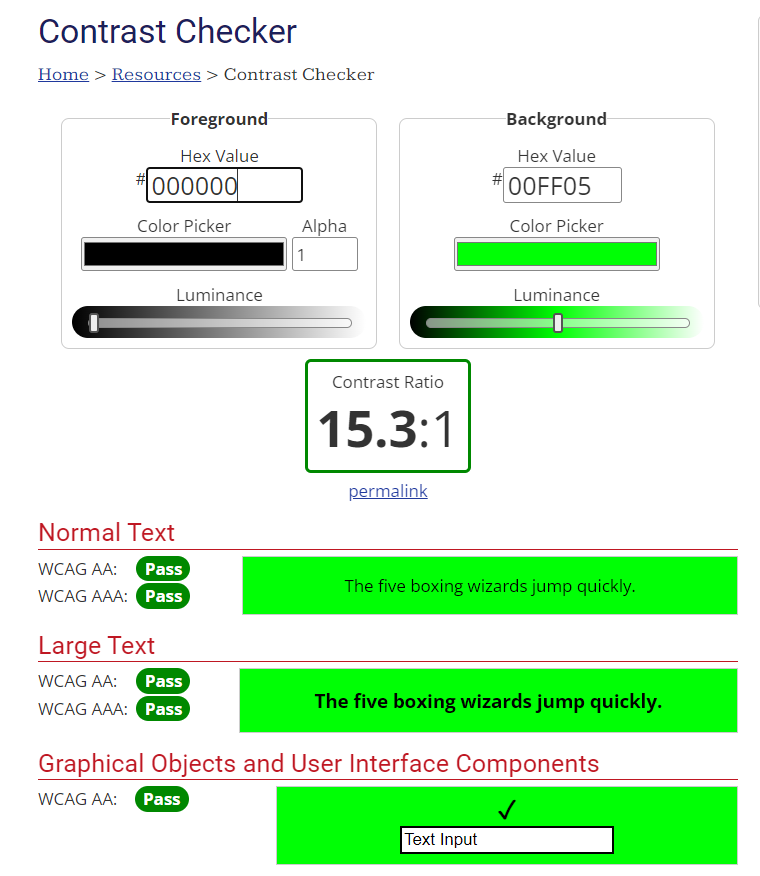 Contrast Checker
Home > Resources > Contrast Checker
Foreground
Hex Value
#000000
Color Picker
Alpha
1
Luminance
Background
Hex Value
#00FF05
Color Picker
Luminance
Contrast Ratio
15.3:1
permalink
Normal Text
WCAG AA: Pass
WCAG AAA: Pass
The five boxing wizards jump quickly.
Large Text
WCAG AA: Pass
WCAG AAA: Pass
The five boxing wizards jump quickly.
Graphical Objects and User Interface Components
WCAG AA: Pass
✓
Text Input